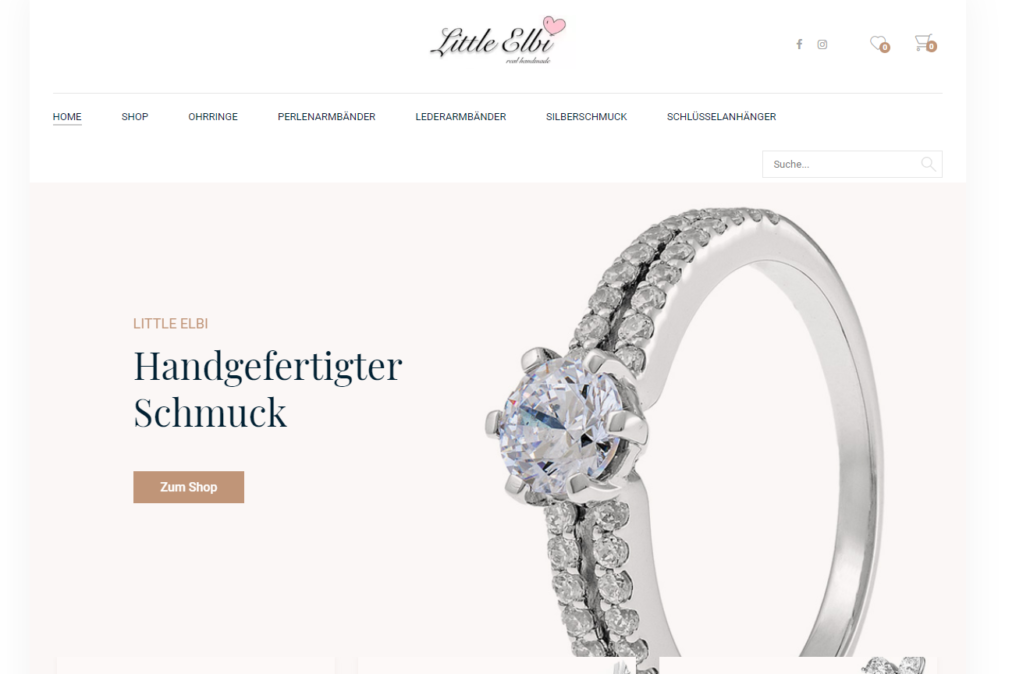 Little Elbi
real handmade
0
0
HOME SHOP OHRRINGE PERLENARMBÄNDER LEDERARMBÄNDER SILBERSCHMUCK SCHLÜSSELANHÄNGER
Suche...
LITTLE ELBI
Handgefertigter
Schmuck
Zum Shop